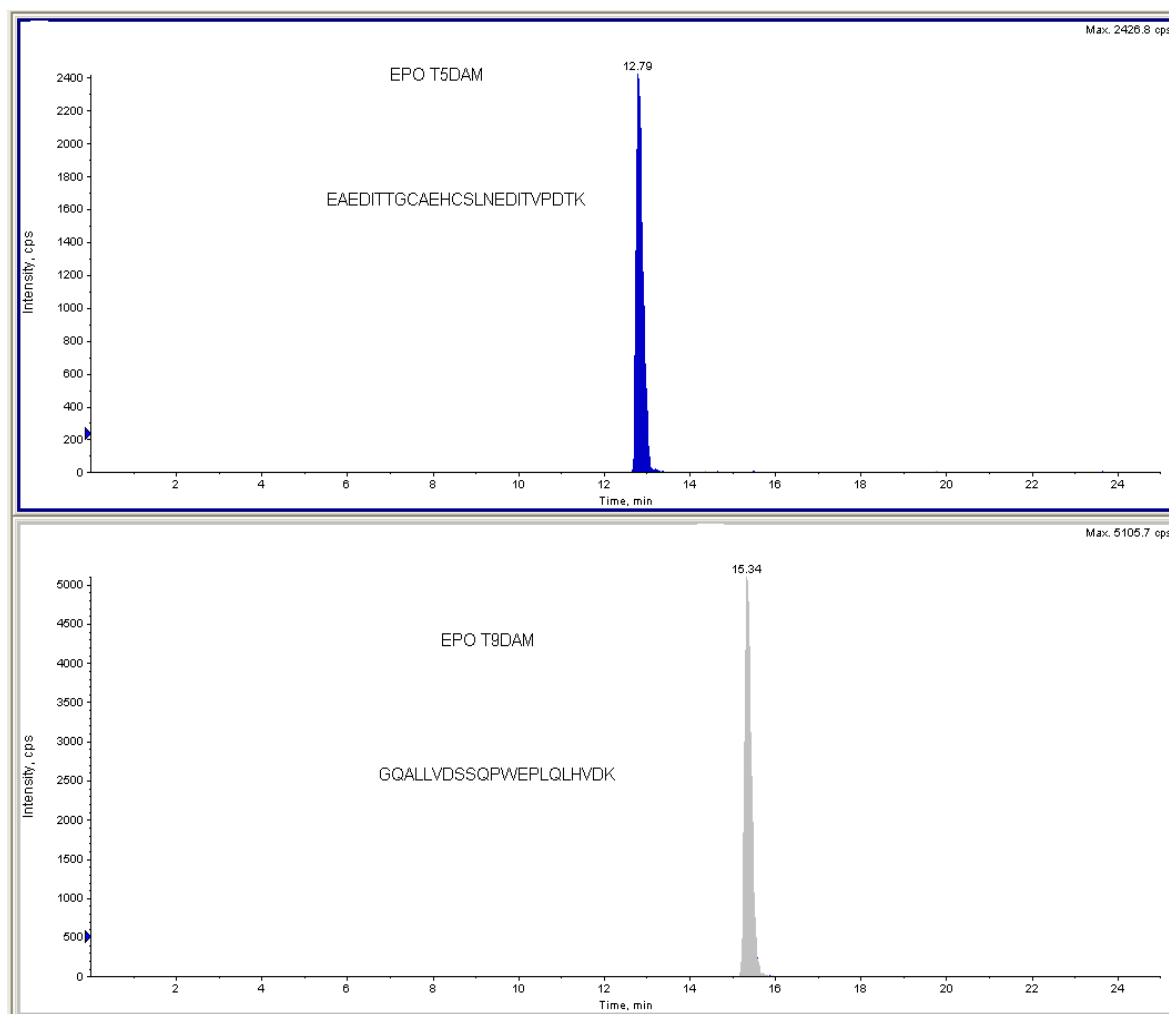 Max. 2426.8 cps
12.79
EPO T5DAM
EAEDITTGCAEHCSLNEDITVPDTK
Intensity, cps
2400
2200
2000
1800
1600
1400
1200
1000
800
600
400
200
0
2 4 6 8 10 12 14 16 18 20 22 24
Time, min
Max. 5105.7 cps
15.34
EPO T9DAM
GQALLVDSSQPWEPLQLHVDK
Intensity, cps
5000
4500
4000
3500
3000
2500
2000
1500
1000
500
0
2 4 6 8 10 12 14 16 18 20 22 24
Time, min